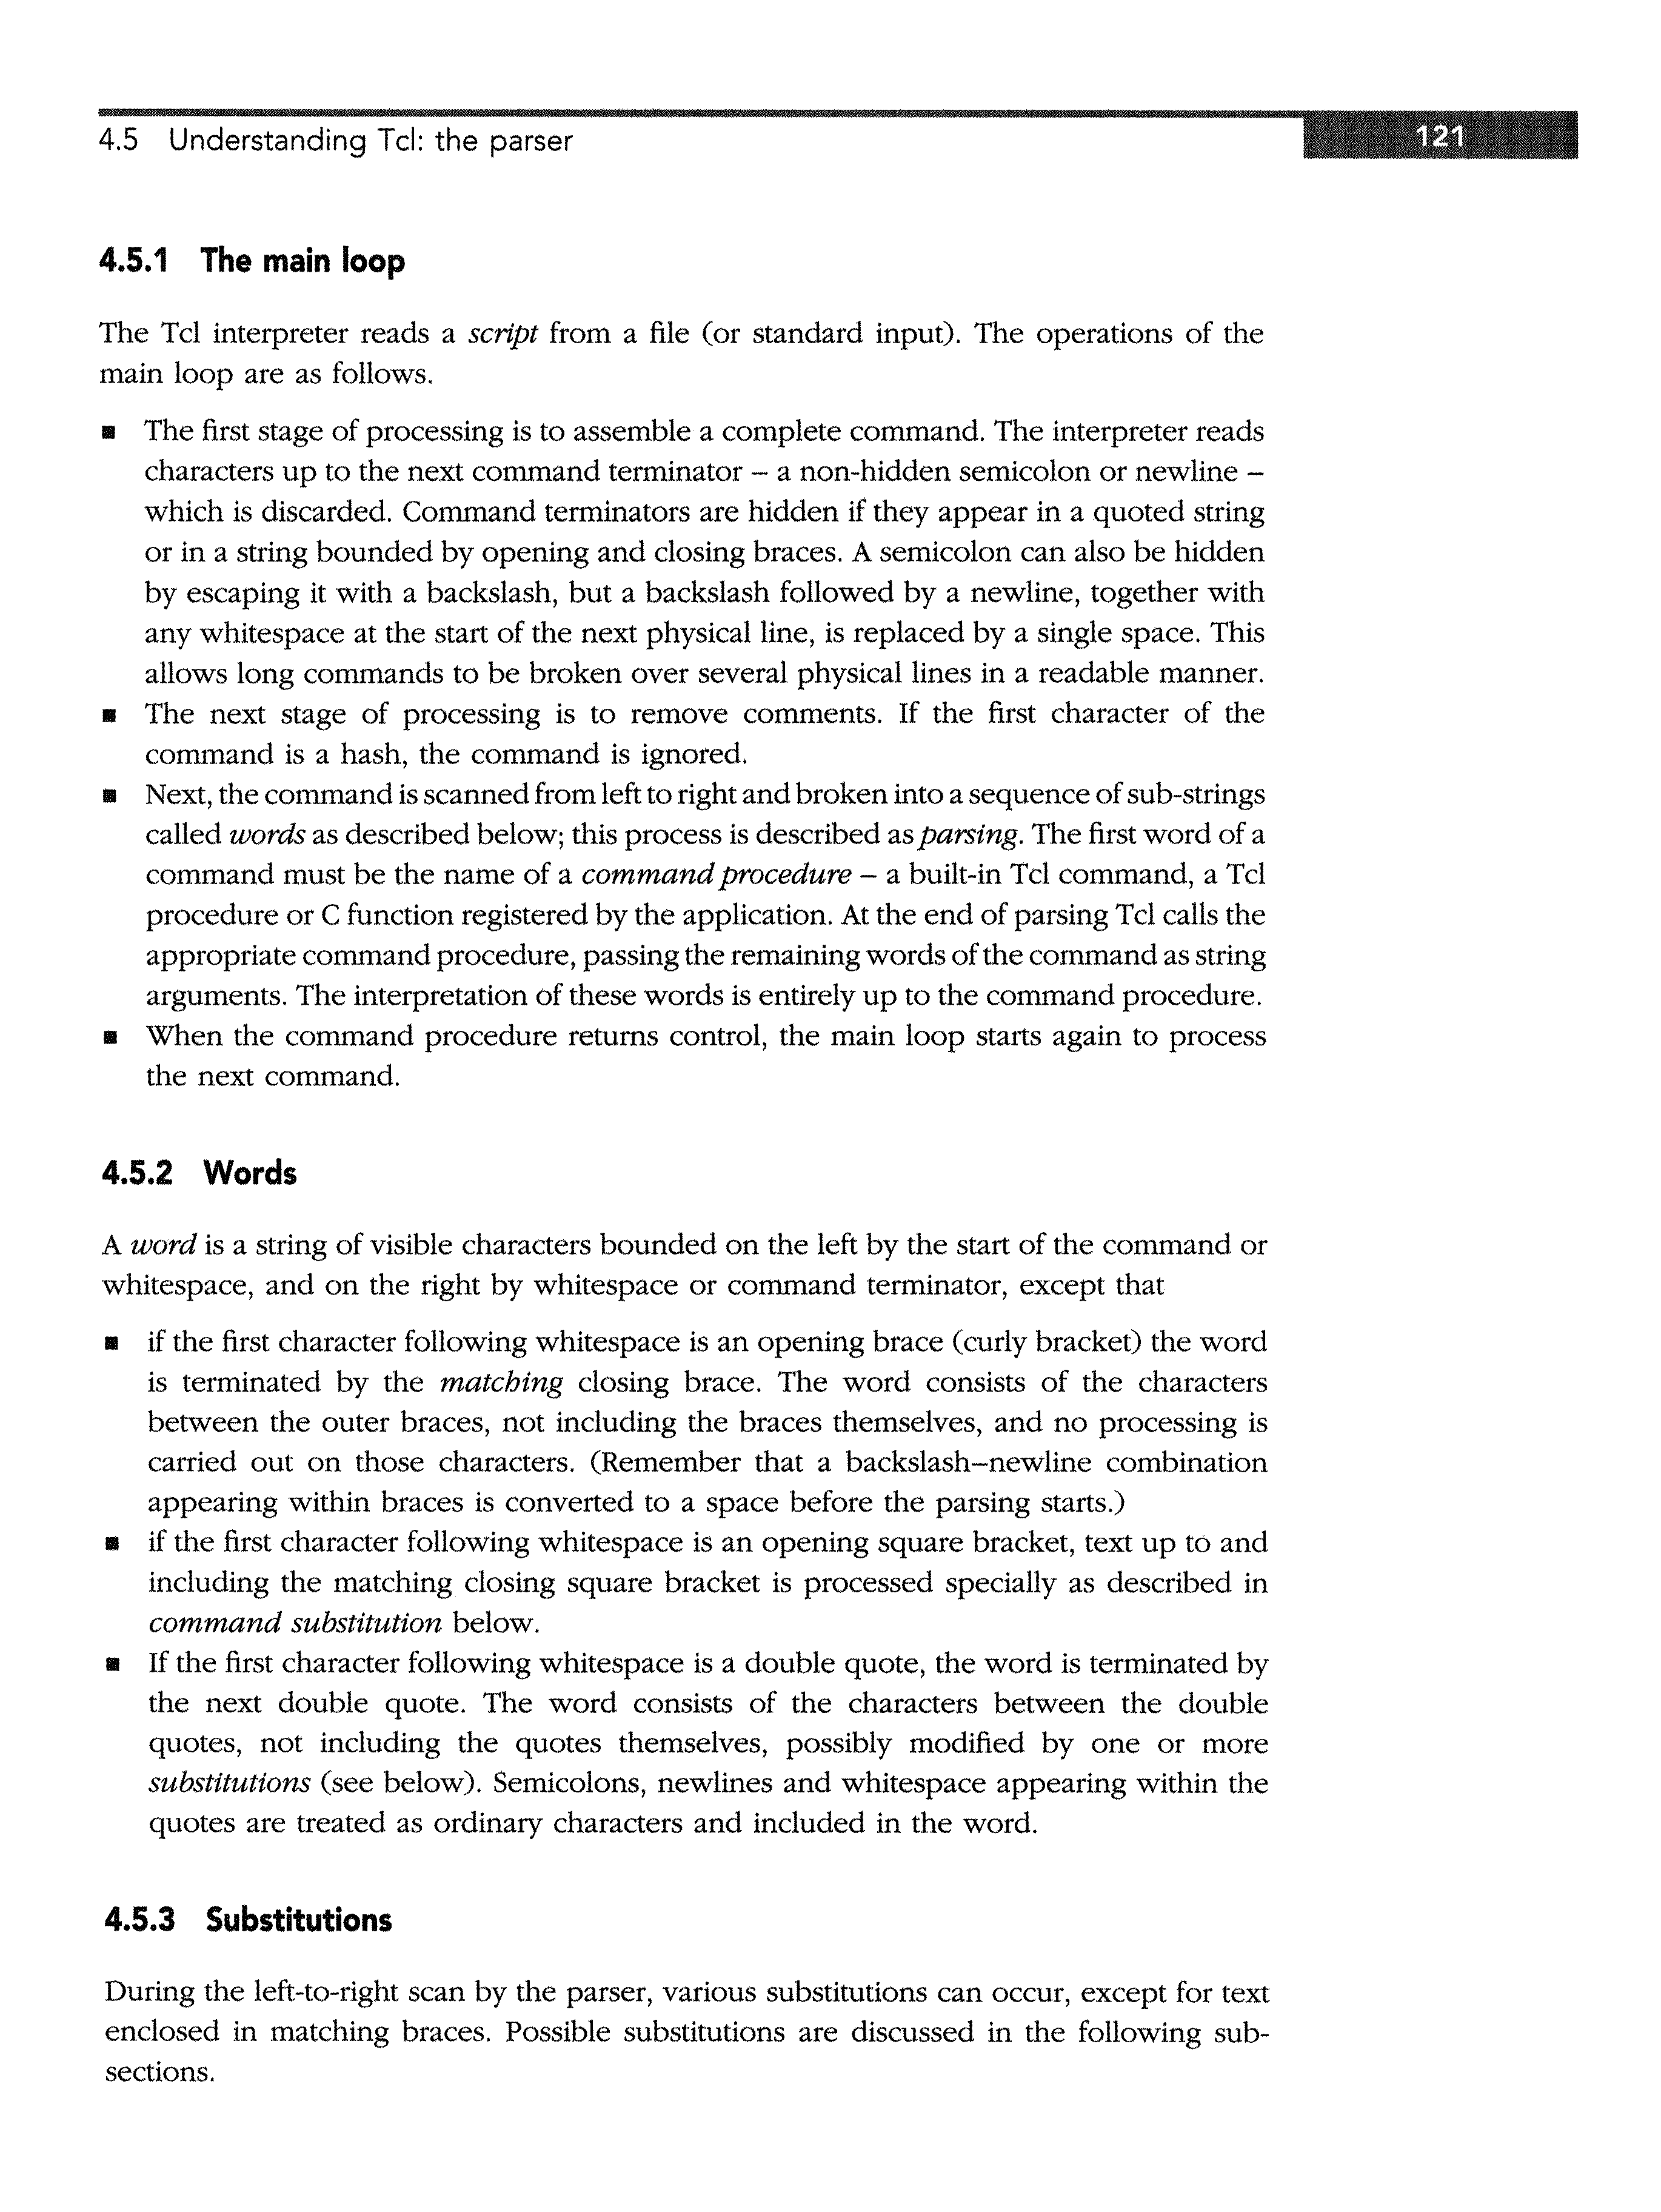 4.5 Understanding Tcl: the parser
121
4.5.1 The main loop
The Tcl interpreter reads a script from a file (or standard input). The operations of the
main loop are as follows.
■ The first stage of processing is to assemble a complete command. The interpreter reads
characters up to the next command terminator – a non-hidden semicolon or newline –
which is discarded. Command terminators are hidden if they appear in a quoted string
or in a string bounded by opening and closing braces. A semicolon can also be hidden
by escaping it with a backslash, but a backslash followed by a newline, together with
any whitespace at the start of the next physical line, is replaced by a single space. This
allows long commands to be broken over several physical lines in a readable manner.
■ The next stage of processing is to remove comments. If the first character of the
command is a hash, the command is ignored.
■ Next, the command is scanned from left to right and broken into a sequence of sub-strings
called words as described below; this process is described as parsing. The first word of a
command must be the name of a command procedure – a built-in Tcl command, a Tcl
procedure or C function registered by the application. At the end of parsing Tcl calls the
appropriate command procedure, passing the remaining words of the command as string
arguments. The interpretation of these words is entirely up to the command procedure.
■ When the command procedure returns control, the main loop starts again to process
the next command.
4.5.2 Words
A word is a string of visible characters bounded on the left by the start of the command or
whitespace, and on the right by whitespace or command terminator, except that
■ if the first character following whitespace is an opening brace (curly bracket) the word
is terminated by the matching closing brace. The word consists of the characters
between the outer braces, not including the braces themselves, and no processing is
carried out on those characters. (Remember that a backslash–newline combination
appearing within braces is converted to a space before the parsing starts.)
■ if the first character following whitespace is an opening square bracket, text up to and
including the matching closing square bracket is processed specially as described in
command substitution below.
■ If the first character following whitespace is a double quote, the word is terminated by
the next double quote. The word consists of the characters between the double
quotes, not including the quotes themselves, possibly modified by one or more
substitutions (see below). Semicolons, newlines and whitespace appearing within the
quotes are treated as ordinary characters and included in the word.
4.5.3 Substitutions
During the left-to-right scan by the parser, various substitutions can occur, except for text
enclosed in matching braces. Possible substitutions are discussed in the following sub-
sections.